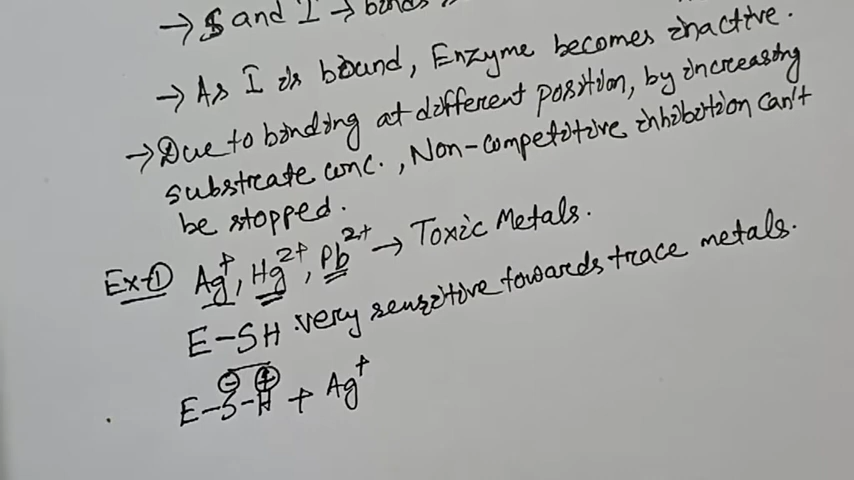 → S and I → binds
→ As I is bound, Enzyme becomes inactive.
→ Due to binding at different position, by increasing
substrate conc., Non-competitive inhibition can't
be stopped.
Ex-① Ag⁺, Hg²⁺, Pb²⁺ → Toxic Metals.
E-SH very sensitive towards trace metals.
⊖ ⊕
E-S-H + Ag⁺